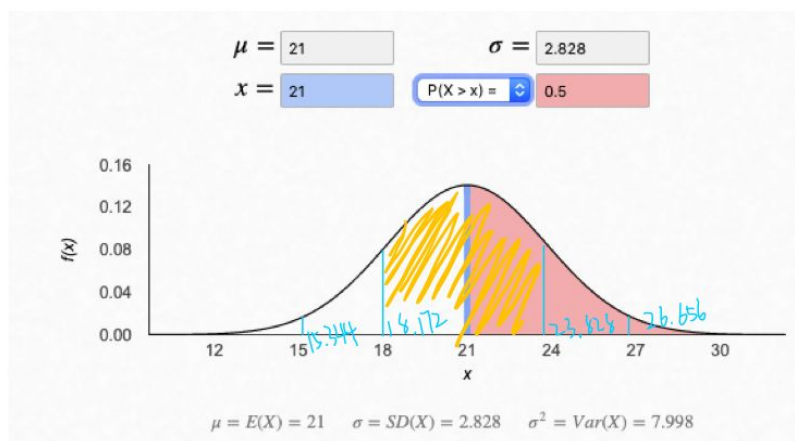 μ = 21 σ = 2.828
x = 21 P(X > x) = 0.5
0.16
0.12
0.08
0.04
0.00
f(x)
15.344 18.172 23.828 26.656
12 15 18 21 24 27 30
x
μ = E(X) = 21 σ = SD(X) = 2.828 σ² = Var(X) = 7.998